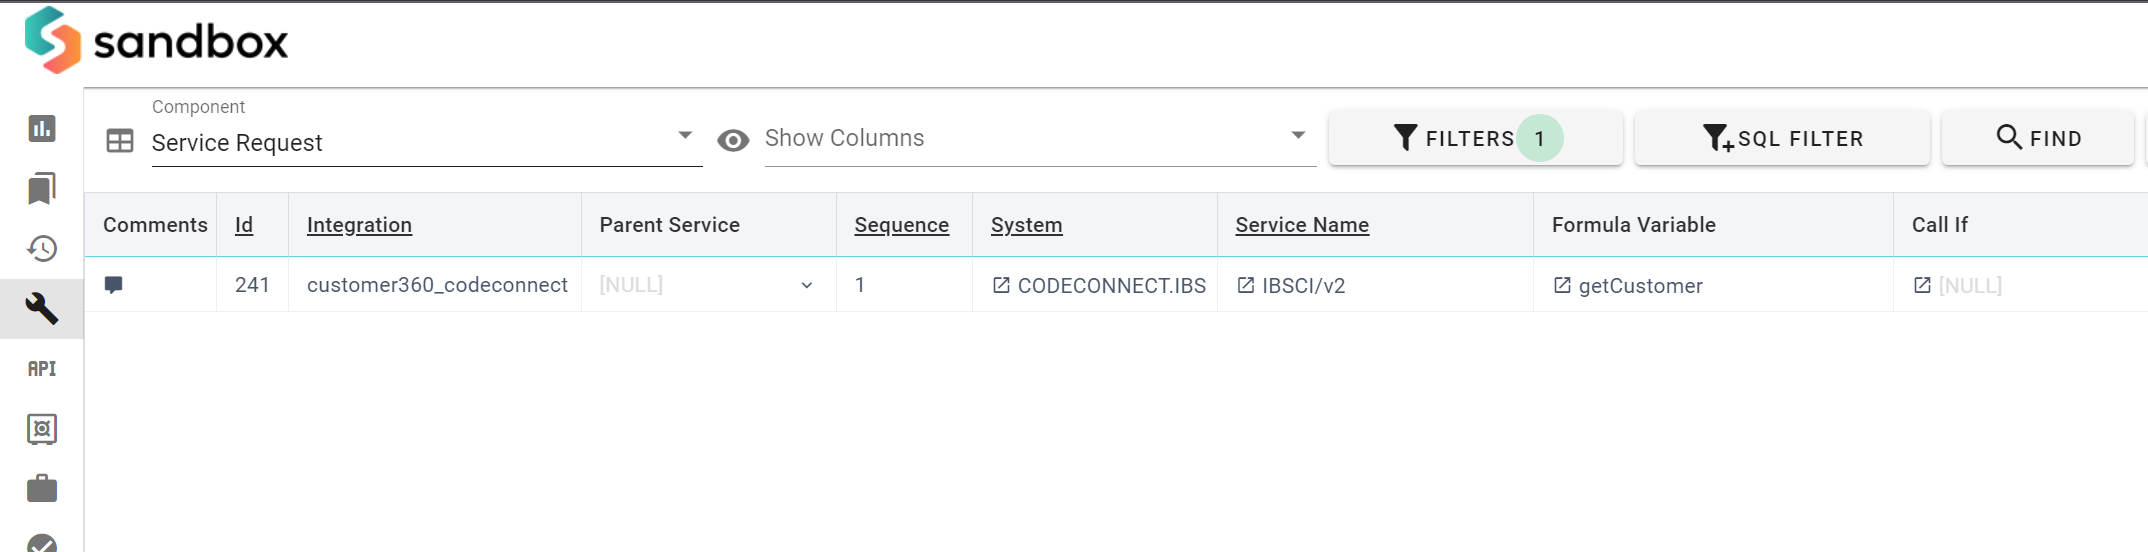 sandbox
Component
Service Request
Show Columns
FILTERS 1
SQL FILTER
FIND
Comments Id Integration Parent Service Sequence System Service Name Formula Variable Call If
241 customer360_codeconnect [NULL] 1 CODECONNECT.IBS IBSCI/v2 getCustomer [NULL]
API